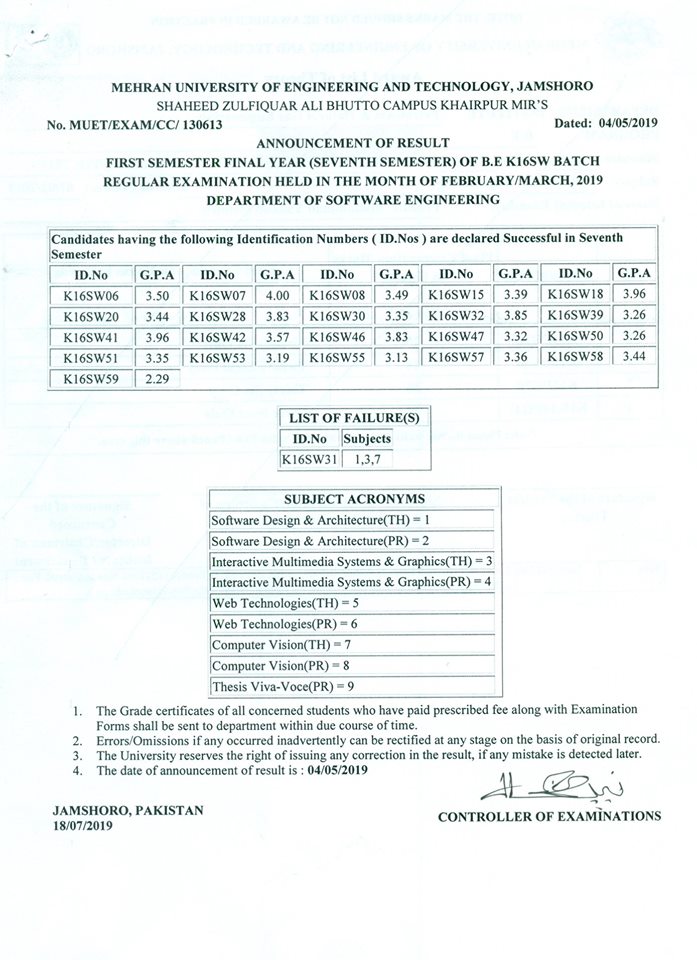 MEHRAN UNIVERSITY OF ENGINEERING AND TECHNOLOGY, JAMSHORO
SHAHEED ZULFIQUAR ALI BHUTTO CAMPUS KHAIRPUR MIR'S
No. MUET/EXAM/CC/ 130613 Dated: 04/05/2019
ANNOUNCEMENT OF RESULT
FIRST SEMESTER FINAL YEAR (SEVENTH SEMESTER) OF B.E K16SW BATCH
REGULAR EXAMINATION HELD IN THE MONTH OF FEBRUARY/MARCH, 2019
DEPARTMENT OF SOFTWARE ENGINEERING
Candidates having the following Identification Numbers ( ID.Nos ) are declared Successful in Seventh
Semester
ID.No G.P.A ID.No G.P.A ID.No G.P.A ID.No G.P.A ID.No G.P.A
K16SW06 3.50 K16SW07 4.00 K16SW08 3.49 K16SW15 3.39 K16SW18 3.96
K16SW20 3.44 K16SW28 3.83 K16SW30 3.35 K16SW32 3.85 K16SW39 3.26
K16SW41 3.96 K16SW42 3.57 K16SW46 3.83 K16SW47 3.32 K16SW50 3.26
K16SW51 3.35 K16SW53 3.19 K16SW55 3.13 K16SW57 3.36 K16SW58 3.44
K16SW59 2.29
LIST OF FAILURE(S)
ID.No Subjects
K16SW31 1,3,7
SUBJECT ACRONYMS
Software Design & Architecture(TH) = 1
Software Design & Architecture(PR) = 2
Interactive Multimedia Systems & Graphics(TH) = 3
Interactive Multimedia Systems & Graphics(PR) = 4
Web Technologies(TH) = 5
Web Technologies(PR) = 6
Computer Vision(TH) = 7
Computer Vision(PR) = 8
Thesis Viva-Voce(PR) = 9
1. The Grade certificates of all concerned students who have paid prescribed fee along with Examination
Forms shall be sent to department within due course of time.
2. Errors/Omissions if any occurred inadvertently can be rectified at any stage on the basis of original record.
3. The University reserves the right of issuing any correction in the result, if any mistake is detected later.
4. The date of announcement of result is : 04/05/2019
JAMSHORO, PAKISTAN
18/07/2019
CONTROLLER OF EXAMINATIONS